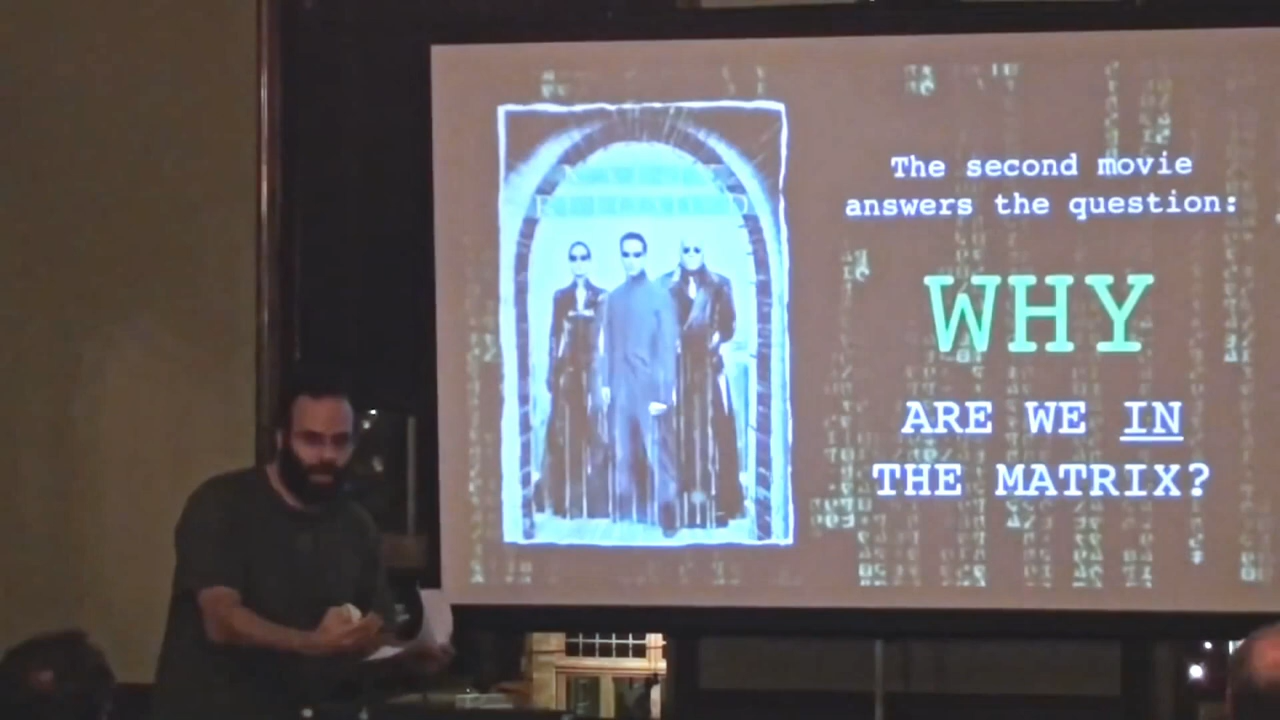 The second movie
answers the question:
WHY
ARE WE IN
THE MATRIX?